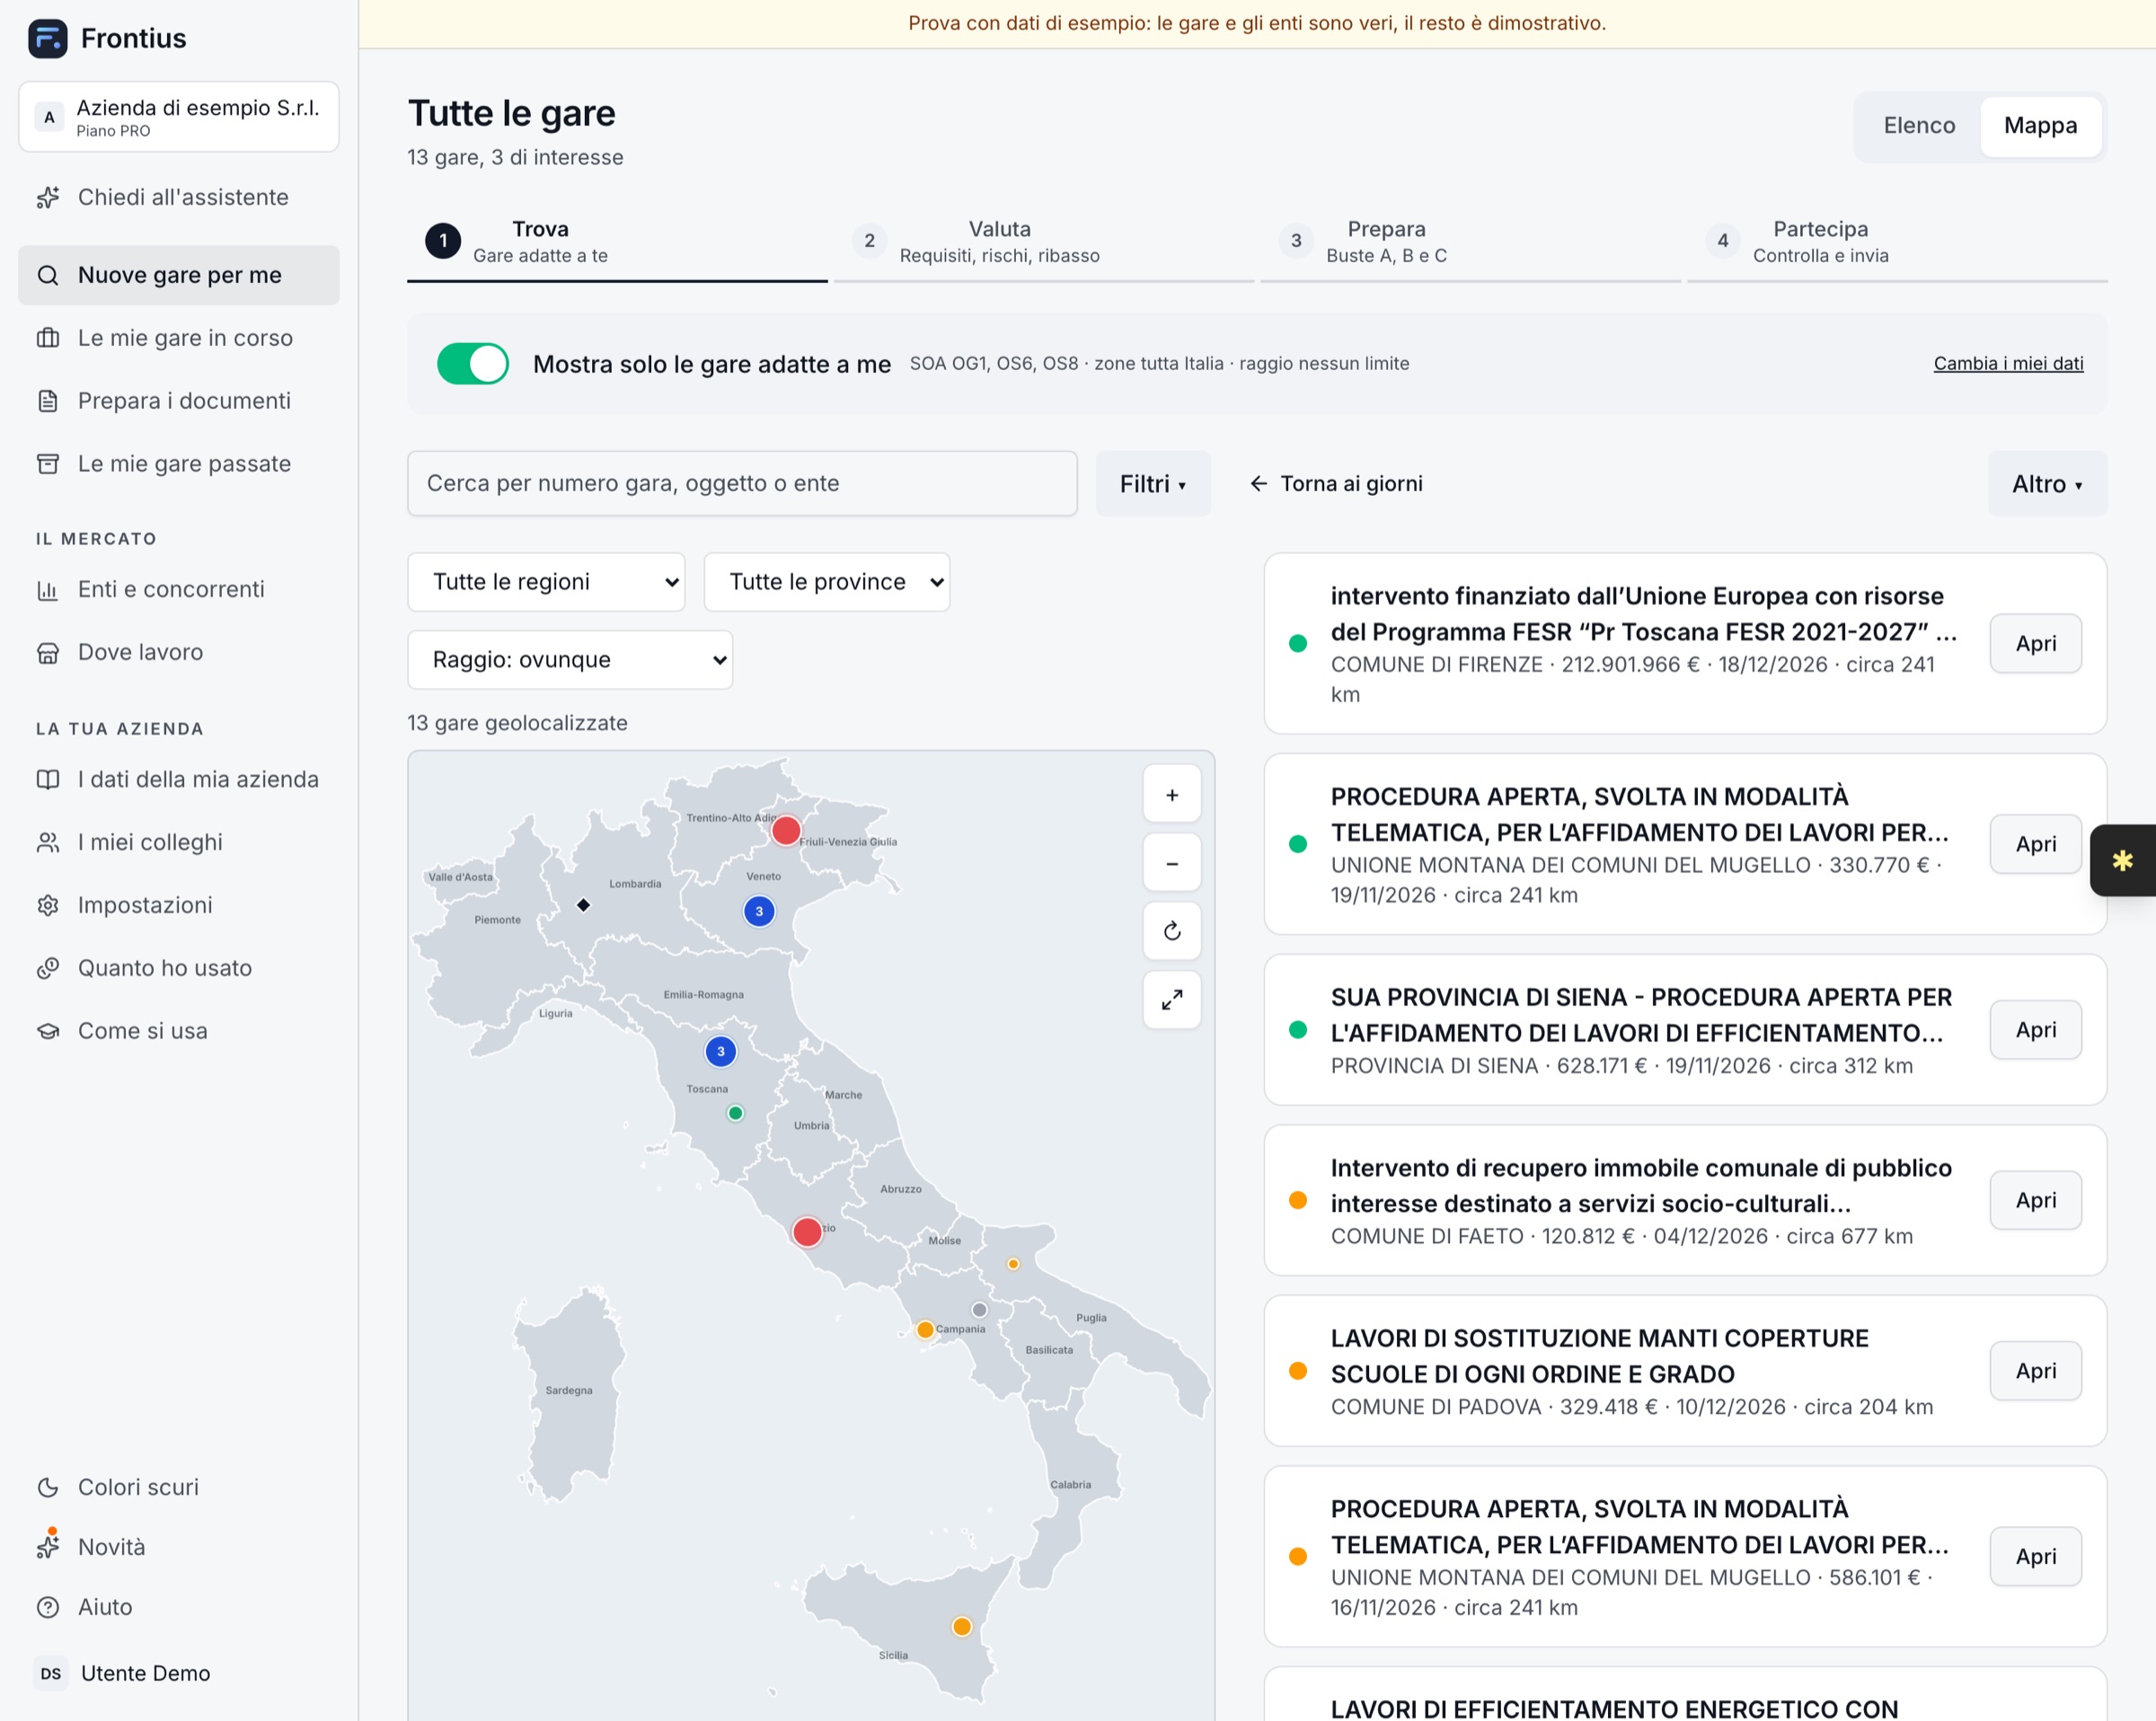 Frontius
A
Azienda di esempio S.r.l.
Piano PRO
Chiedi all'assistente
Nuove gare per me
Le mie gare in corso
Prepara i documenti
Le mie gare passate
IL MERCATO
Enti e concorrenti
Dove lavoro
LA TUA AZIENDA
I dati della mia azienda
I miei colleghi
Impostazioni
Quanto ho usato
Come si usa
Colori scuri
Novità
Aiuto
DS
Utente Demo
Prova con dati di esempio: le gare e gli enti sono veri, il resto è dimostrativo.
Tutte le gare
13 gare, 3 di interesse
Elenco
Mappa
1
Trova
Gare adatte a te
2
Valuta
Requisiti, rischi, ribasso
3
Prepara
Buste A, B e C
4
Partecipa
Controlla e invia
Mostra solo le gare adatte a me
SOA OG1, OS6, OS8 · zone tutta Italia · raggio nessun limite
Cambia i miei dati
Cerca per numero gara, oggetto o ente
Filtri ▾
← Torna ai giorni
Altro ▾
Tutte le regioni
Tutte le province
Raggio: ovunque
13 gare geolocalizzate
Trentino-Alto Adig
Friuli-Venezia Giulia
Valle d'Aosta
Lombardia
Veneto
3
Piemonte
Emilia-Romagna
Liguria
3
Toscana
Marche
Umbria
Abruzzo
zio
Molise
Campania
Puglia
Basilicata
Sardegna
Calabria
Sicilia
+
−
intervento finanziato dall’Unione Europea con risorse
del Programma FESR “Pr Toscana FESR 2021-2027” …
COMUNE DI FIRENZE · 212.901.966 € · 18/12/2026 · circa 241
km
Apri
PROCEDURA APERTA, SVOLTA IN MODALITÀ
TELEMATICA, PER L’AFFIDAMENTO DEI LAVORI PER…
UNIONE MONTANA DEI COMUNI DEL MUGELLO · 330.770 € ·
19/11/2026 · circa 241 km
Apri
SUA PROVINCIA DI SIENA - PROCEDURA APERTA PER
L'AFFIDAMENTO DEI LAVORI DI EFFICIENTAMENTO…
PROVINCIA DI SIENA · 628.171 € · 19/11/2026 · circa 312 km
Apri
Intervento di recupero immobile comunale di pubblico
interesse destinato a servizi socio-culturali…
COMUNE DI FAETO · 120.812 € · 04/12/2026 · circa 677 km
Apri
LAVORI DI SOSTITUZIONE MANTI COPERTURE
SCUOLE DI OGNI ORDINE E GRADO
COMUNE DI PADOVA · 329.418 € · 10/12/2026 · circa 204 km
Apri
PROCEDURA APERTA, SVOLTA IN MODALITÀ
TELEMATICA, PER L’AFFIDAMENTO DEI LAVORI PER…
UNIONE MONTANA DEI COMUNI DEL MUGELLO · 586.101 € ·
16/11/2026 · circa 241 km
Apri
LAVORI DI EFFICIENTAMENTO ENERGETICO CON